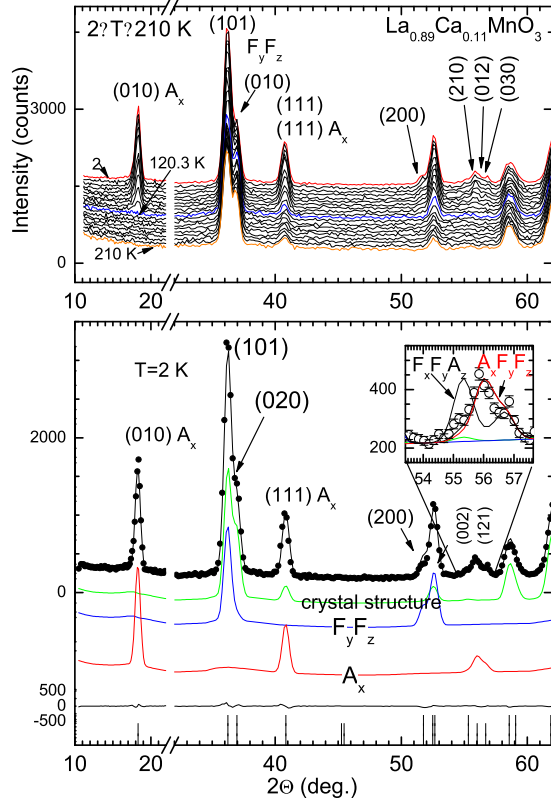 2?T?210 K
(101)
La0.89Ca0.11MnO3
FyFz
(010) Ax
(010)
(111)
(111) Ax
(200)
(210)
(012)
(030)
2
120.3 K
210 K
Intensity (counts)
3000
0
10 20 40 50 60
T=2 K
(101)
(020)
(010) Ax
(111) Ax
(200)
(002)
(121)
FxFyAz
AxFyFz
400
200
54 55 56 57
crystal structure
FyFz
Ax
2000
0
500
0
-500
10 20 40 50 60
2Θ (deg.)